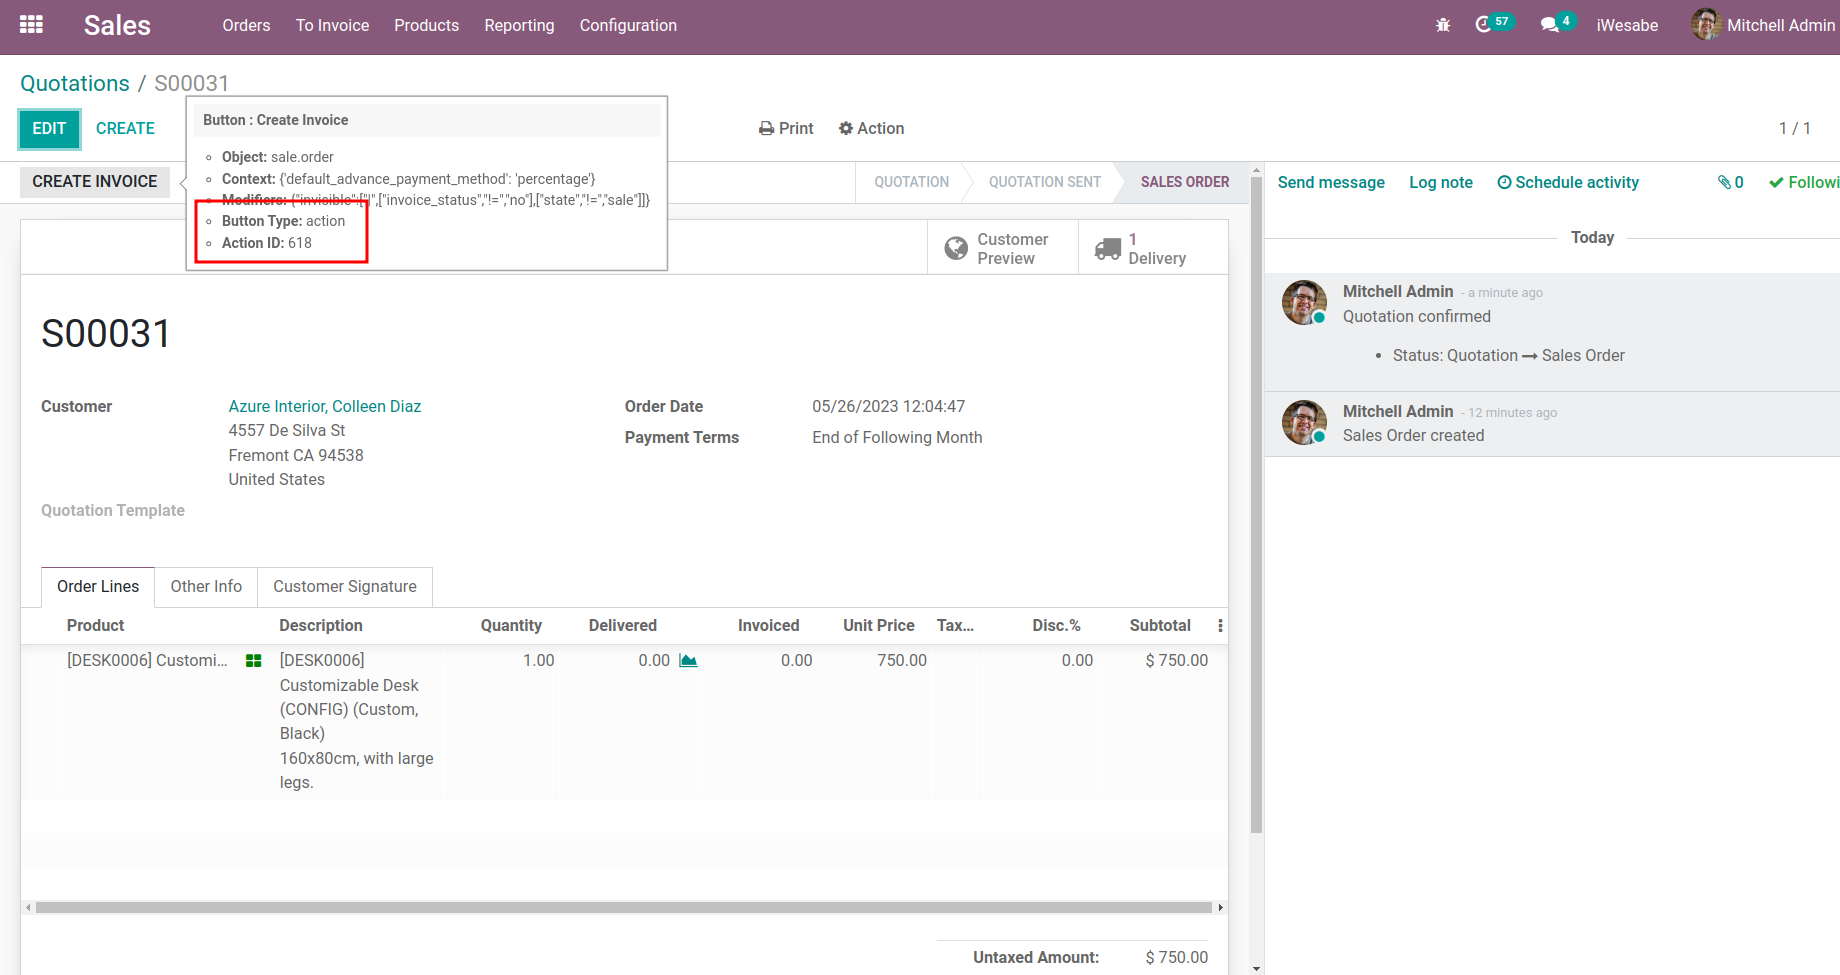 Sales
Orders To Invoice Products Reporting Configuration
57 4 iWesabe Mitchell Admin
Quotations / S00031
EDIT CREATE
Print Action
1 / 1
Button : Create Invoice
Object: sale.order
Context: {'default_advance_payment_method': 'percentage'}
Modifiers: {"invisible":["|",["invoice_status","!=","no"],["state","!=","sale"]]}
Button Type: action
Action ID: 618
CREATE INVOICE
QUOTATION QUOTATION SENT SALES ORDER
Send message Log note Schedule activity 0 Followi
Customer Preview
1 Delivery
Today
Mitchell Admin - a minute ago
Quotation confirmed
• Status: Quotation → Sales Order
Mitchell Admin - 12 minutes ago
Sales Order created
S00031
Customer Azure Interior, Colleen Diaz
4557 De Silva St
Fremont CA 94538
United States
Order Date 05/26/2023 12:04:47
Payment Terms End of Following Month
Quotation Template
Order Lines Other Info Customer Signature
Product Description Quantity Delivered Invoiced Unit Price Tax... Disc.% Subtotal
[DESK0006] Customi... [DESK0006] 1.00 0.00 0.00 750.00 0.00 $ 750.00
Customizable Desk
(CONFIG) (Custom,
Black)
160x80cm, with large
legs.
Untaxed Amount: $ 750.00